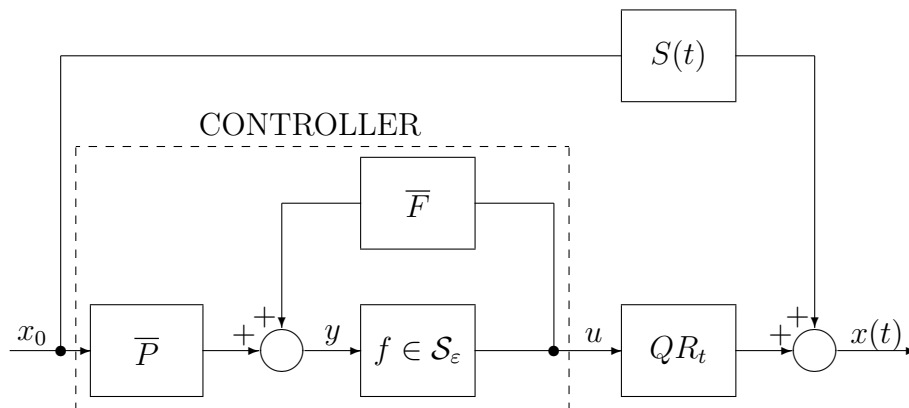 S(t)
CONTROLLER
F̅
x₀
P̅
+
+
y
f ∈ 𝒮_ε
u
QR_t
+
+
x(t)